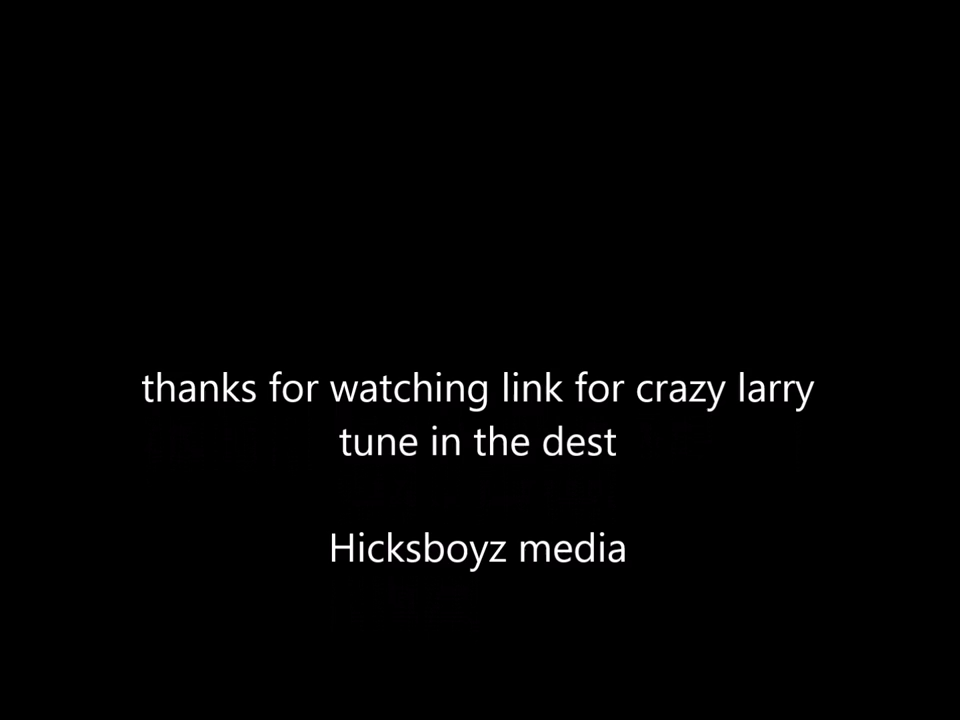 thanks for watching link for crazy larry
tune in the dest
Hicksboyz media